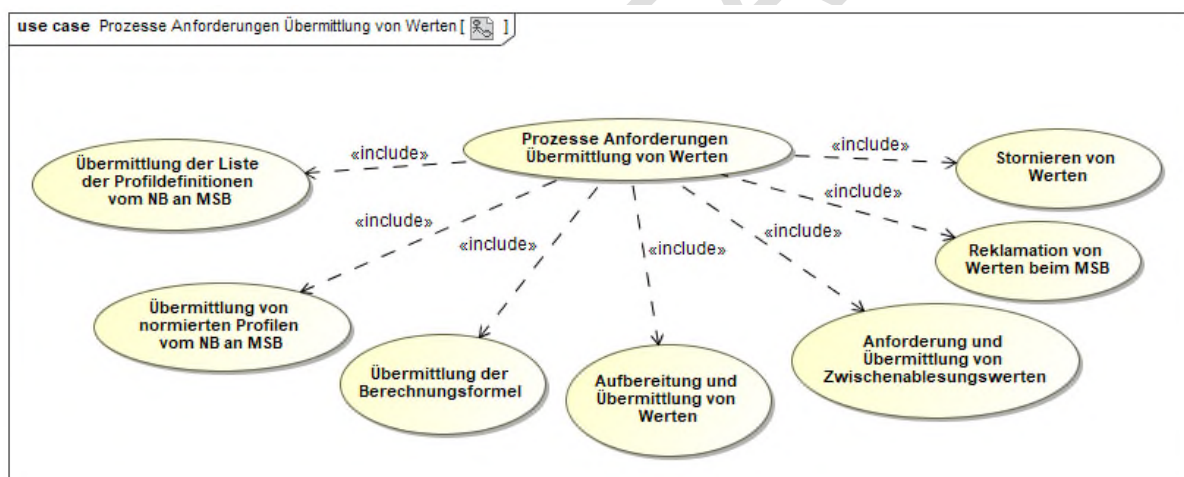 use case Prozesse Anforderungen Übermittlung von Werten [ ]
Prozesse Anforderungen
Übermittlung von Werten
«include»
Übermittlung der Liste
der Profildefinitionen
vom NB an MSB
«include»
Stornieren von
Werten
«include»
Übermittlung von
normierten Profilen
vom NB an MSB
«include»
Übermittlung der
Berechnungsformel
«include»
Aufbereitung und
Übermittlung von
Werten
«include»
Anforderung und
Übermittlung von
Zwischenablesungswerten
«include»
Reklamation von
Werten beim MSB